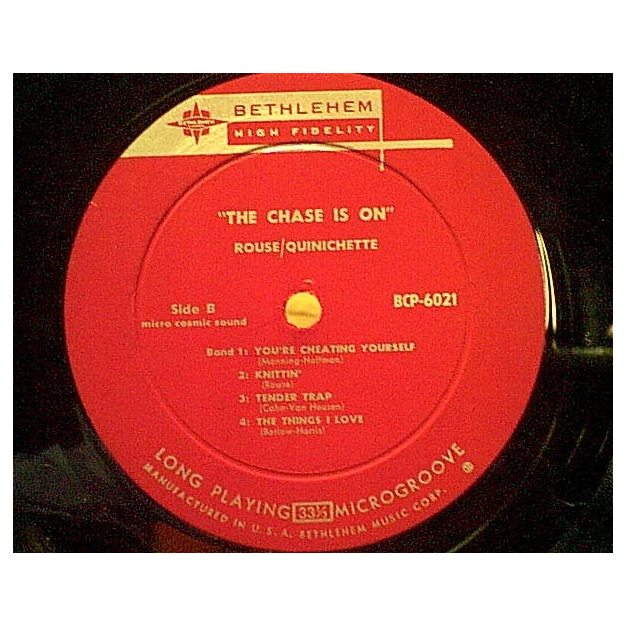 BETHLEHEM
BETHLEHEM
HIGH FIDELITY
"THE CHASE IS ON"
ROUSE/QUINICHETTE
Side B
micro cosmic sound
BCP-6021
Band 1: YOU'RE CHEATING YOURSELF
(Manning-Hoffman)
2: KNITTIN'
(Rouse)
3: TENDER TRAP
(Cahn-Van Heusen)
4: THE THINGS I LOVE
(Barlow-Harris)
LONG PLAYING 33⅓ MICROGROOVE
MANUFACTURED IN U.S.A. BETHLEHEM MUSIC CORP.